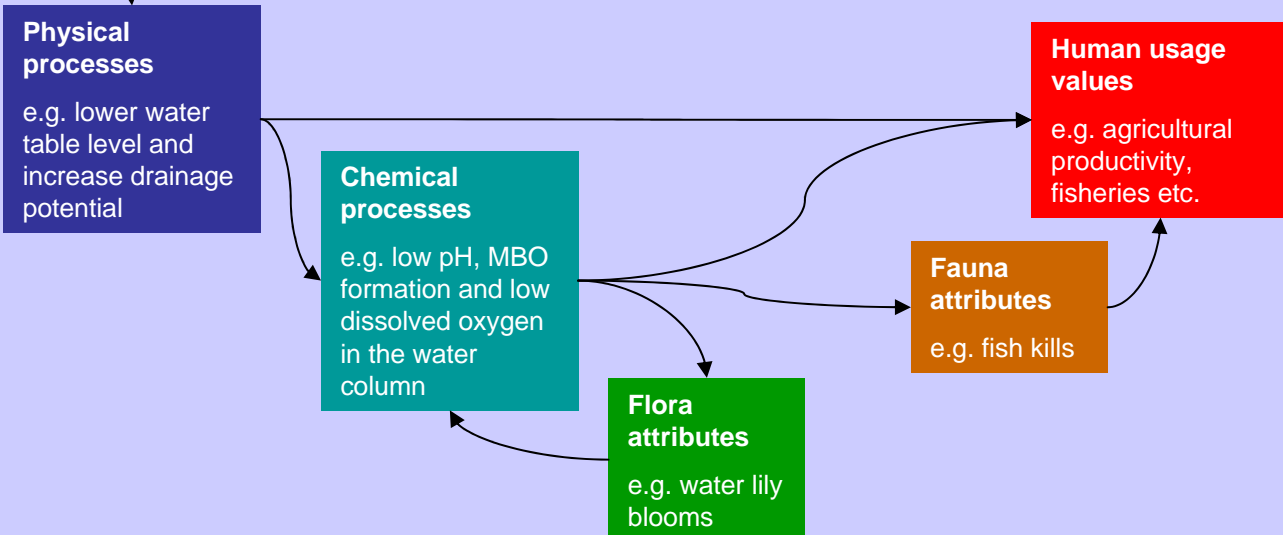 Physical
processes
e.g. lower water
table level and
increase drainage
potential
Chemical
processes
e.g. low pH, MBO
formation and low
dissolved oxygen
in the water
column
Human usage
values
e.g. agricultural
productivity,
fisheries etc.
Fauna
attributes
e.g. fish kills
Flora
attributes
e.g. water lily
blooms